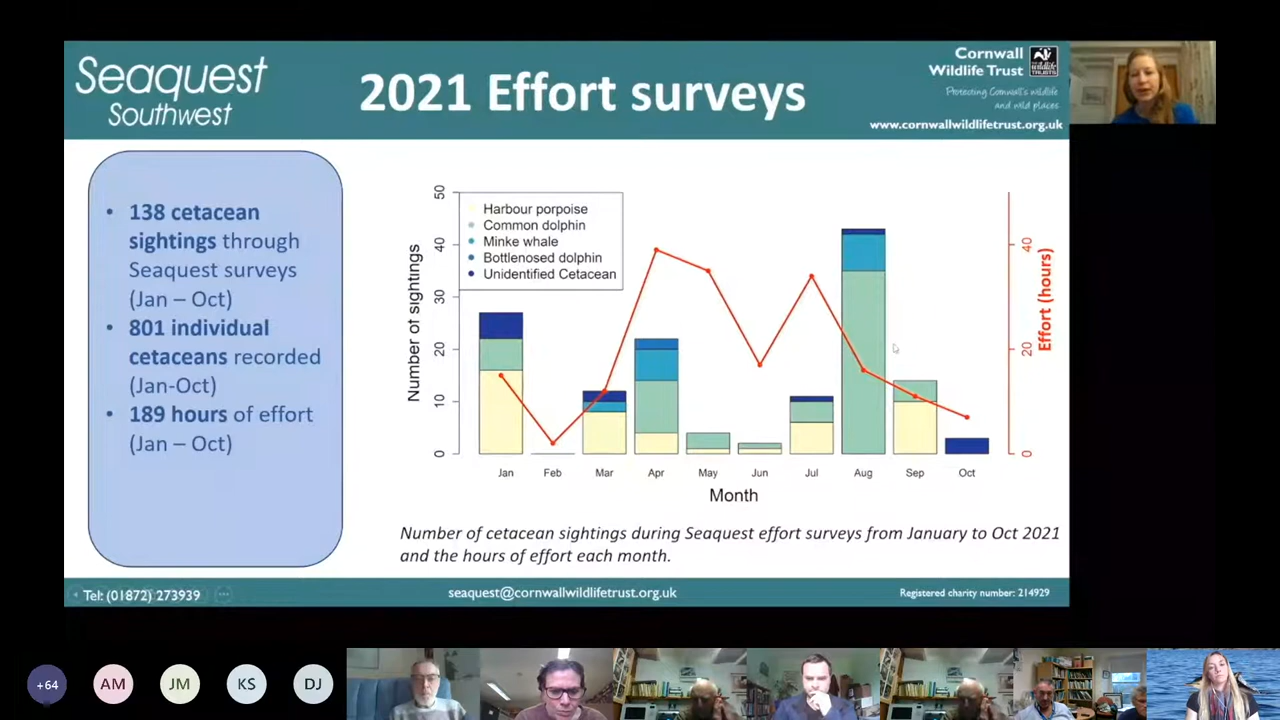 Seaquest
Southwest
2021 Effort surveys
Cornwall
Wildlife Trust
Protecting Cornwall's wildlife
and wild places
www.cornwallwildlifetrust.org.uk
• 138 cetacean
sightings through
Seaquest surveys
(Jan – Oct)
• 801 individual
cetaceans recorded
(Jan-Oct)
• 189 hours of effort
(Jan – Oct)
Number of sightings
50
40
30
20
10
0
Harbour porpoise
Common dolphin
Minke whale
Bottlenosed dolphin
Unidentified Cetacean
40
20
0
Effort (hours)
Jan Feb Mar Apr May Jun Jul Aug Sep Oct
Month
Number of cetacean sightings during Seaquest effort surveys from January to Oct 2021
and the hours of effort each month.
Tel: (01872) 273939
seaquest@cornwallwildlifetrust.org.uk
Registered charity number: 214929
+64 AM JM KS DJ